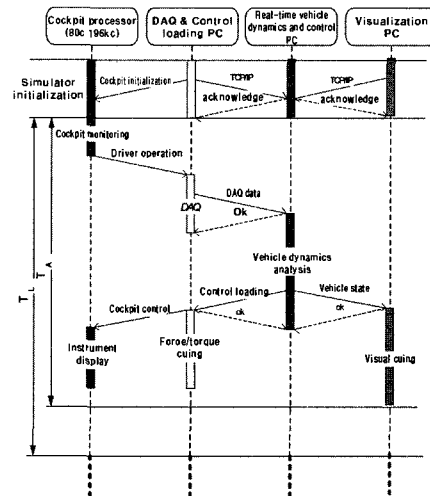 Cockpit processor
(80c 196kc)
DAQ & Control
loading PC
Real-time vehicle
dynamics and control
PC
Visualization
PC
Simulator
initialization
Cockpit initialization
TCP/IP
acknowledge
TCP/IP
acknowledge
Cockpit monitoring
Driver operation
DAQ data
DAQ
Ok
Vehicle dynamics
analysis
Control loading
Vehicle state
Cockpit control
ok
ok
Instrument
display
Force/torque
cuing
Visual cuing
T L
T A